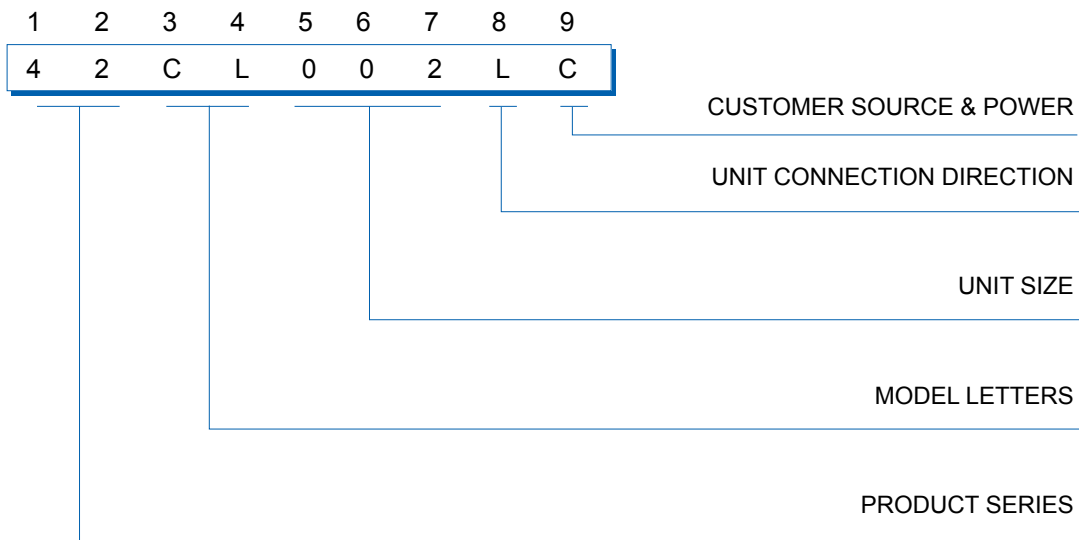 1 2 3 4 5 6 7 8 9
4 2 C L 0 0 2 L C
CUSTOMER SOURCE & POWER
UNIT CONNECTION DIRECTION
UNIT SIZE
MODEL LETTERS
PRODUCT SERIES